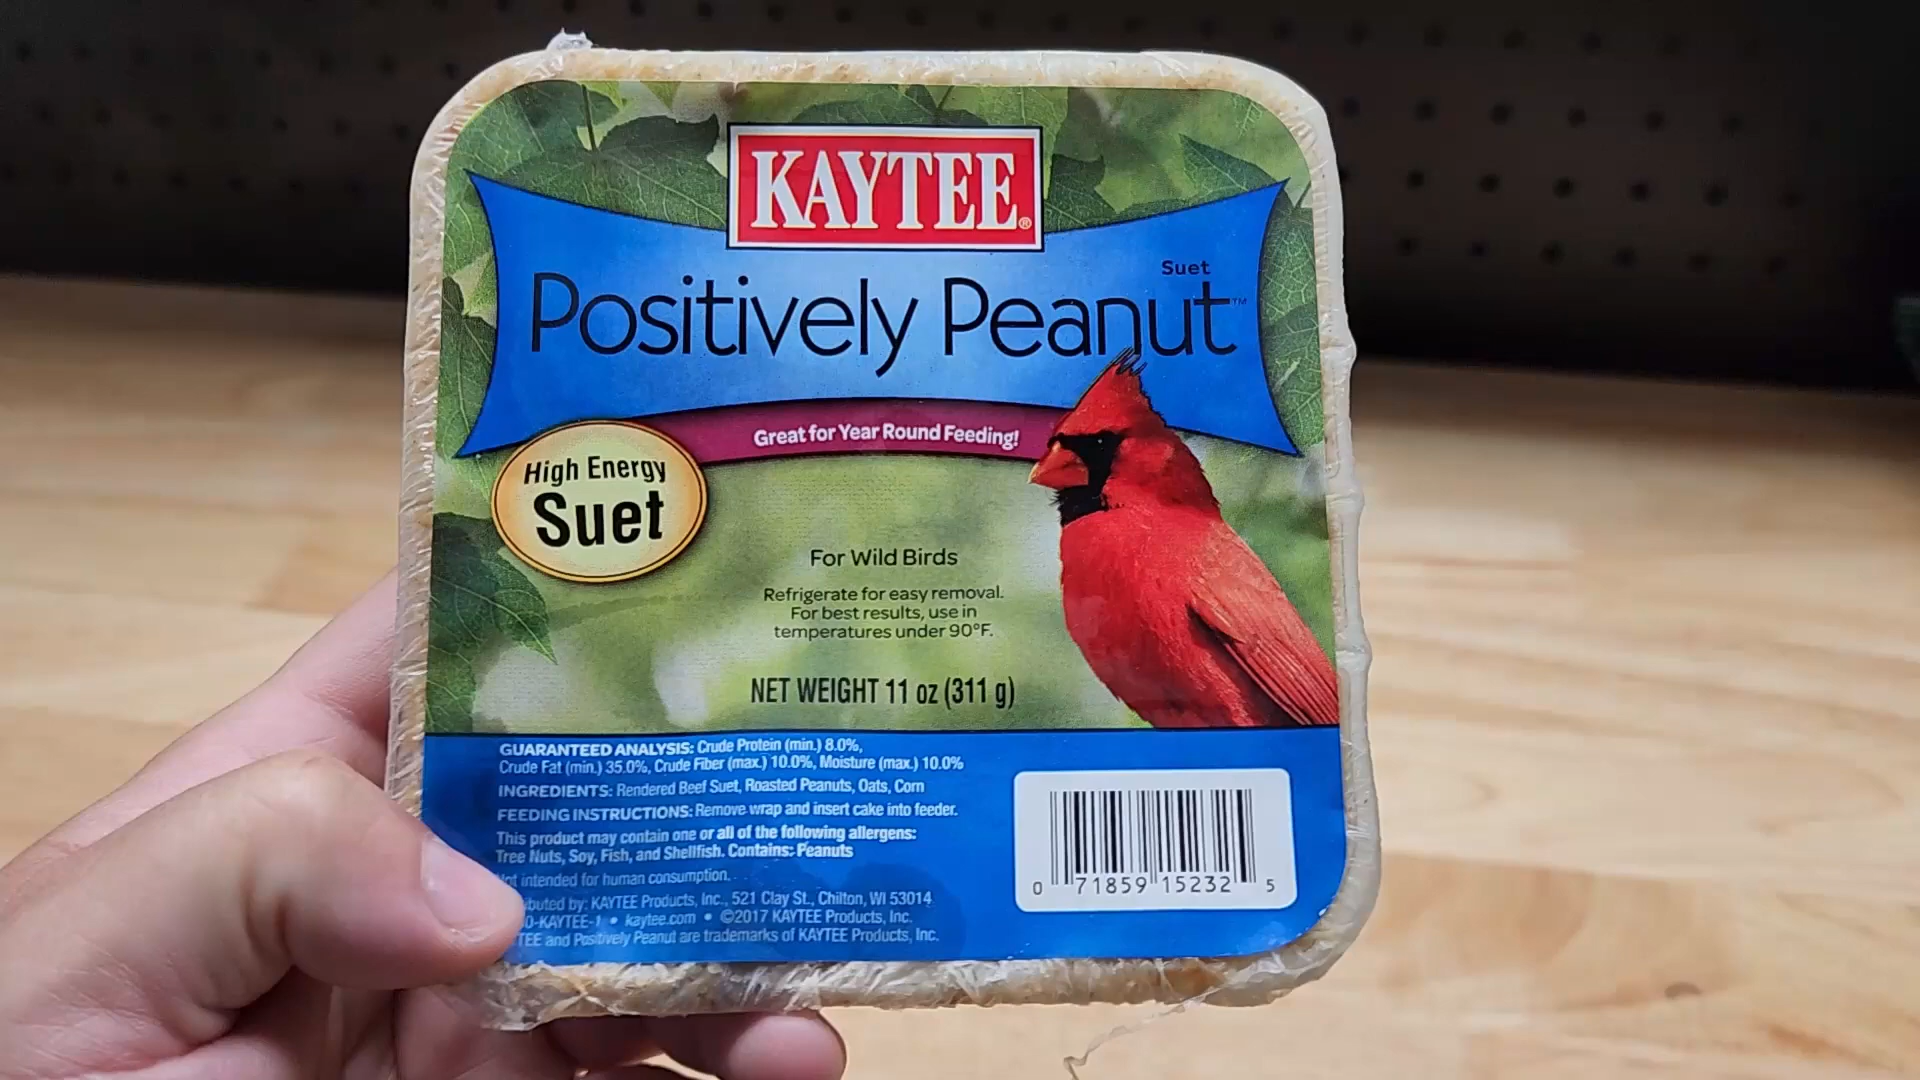 KAYTEE®
Suet
Positively Peanut™
Great for Year Round Feeding!
High Energy
Suet
For Wild Birds
Refrigerate for easy removal.
For best results, use in
temperatures under 90°F.
NET WEIGHT 11 oz (311 g)
GUARANTEED ANALYSIS: Crude Protein (min.) 8.0%,
Crude Fat (min.) 35.0%, Crude Fiber (max.) 10.0%, Moisture (max.) 10.0%
INGREDIENTS: Rendered Beef Suet, Roasted Peanuts, Oats, Corn
FEEDING INSTRUCTIONS: Remove wrap and insert cake into feeder.
This product may contain one or all of the following allergens:
Tree Nuts, Soy, Fish, and Shellfish. Contains: Peanuts
Not intended for human consumption.
by: KAYTEE Products, Inc., 521 Clay St., Chilton, WI 53014
0-KAYTEE-1 • kaytee.com • ©2017 KAYTEE Products, Inc.
and Positively Peanut are trademarks of KAYTEE Products, Inc.
0 71859 15232 5